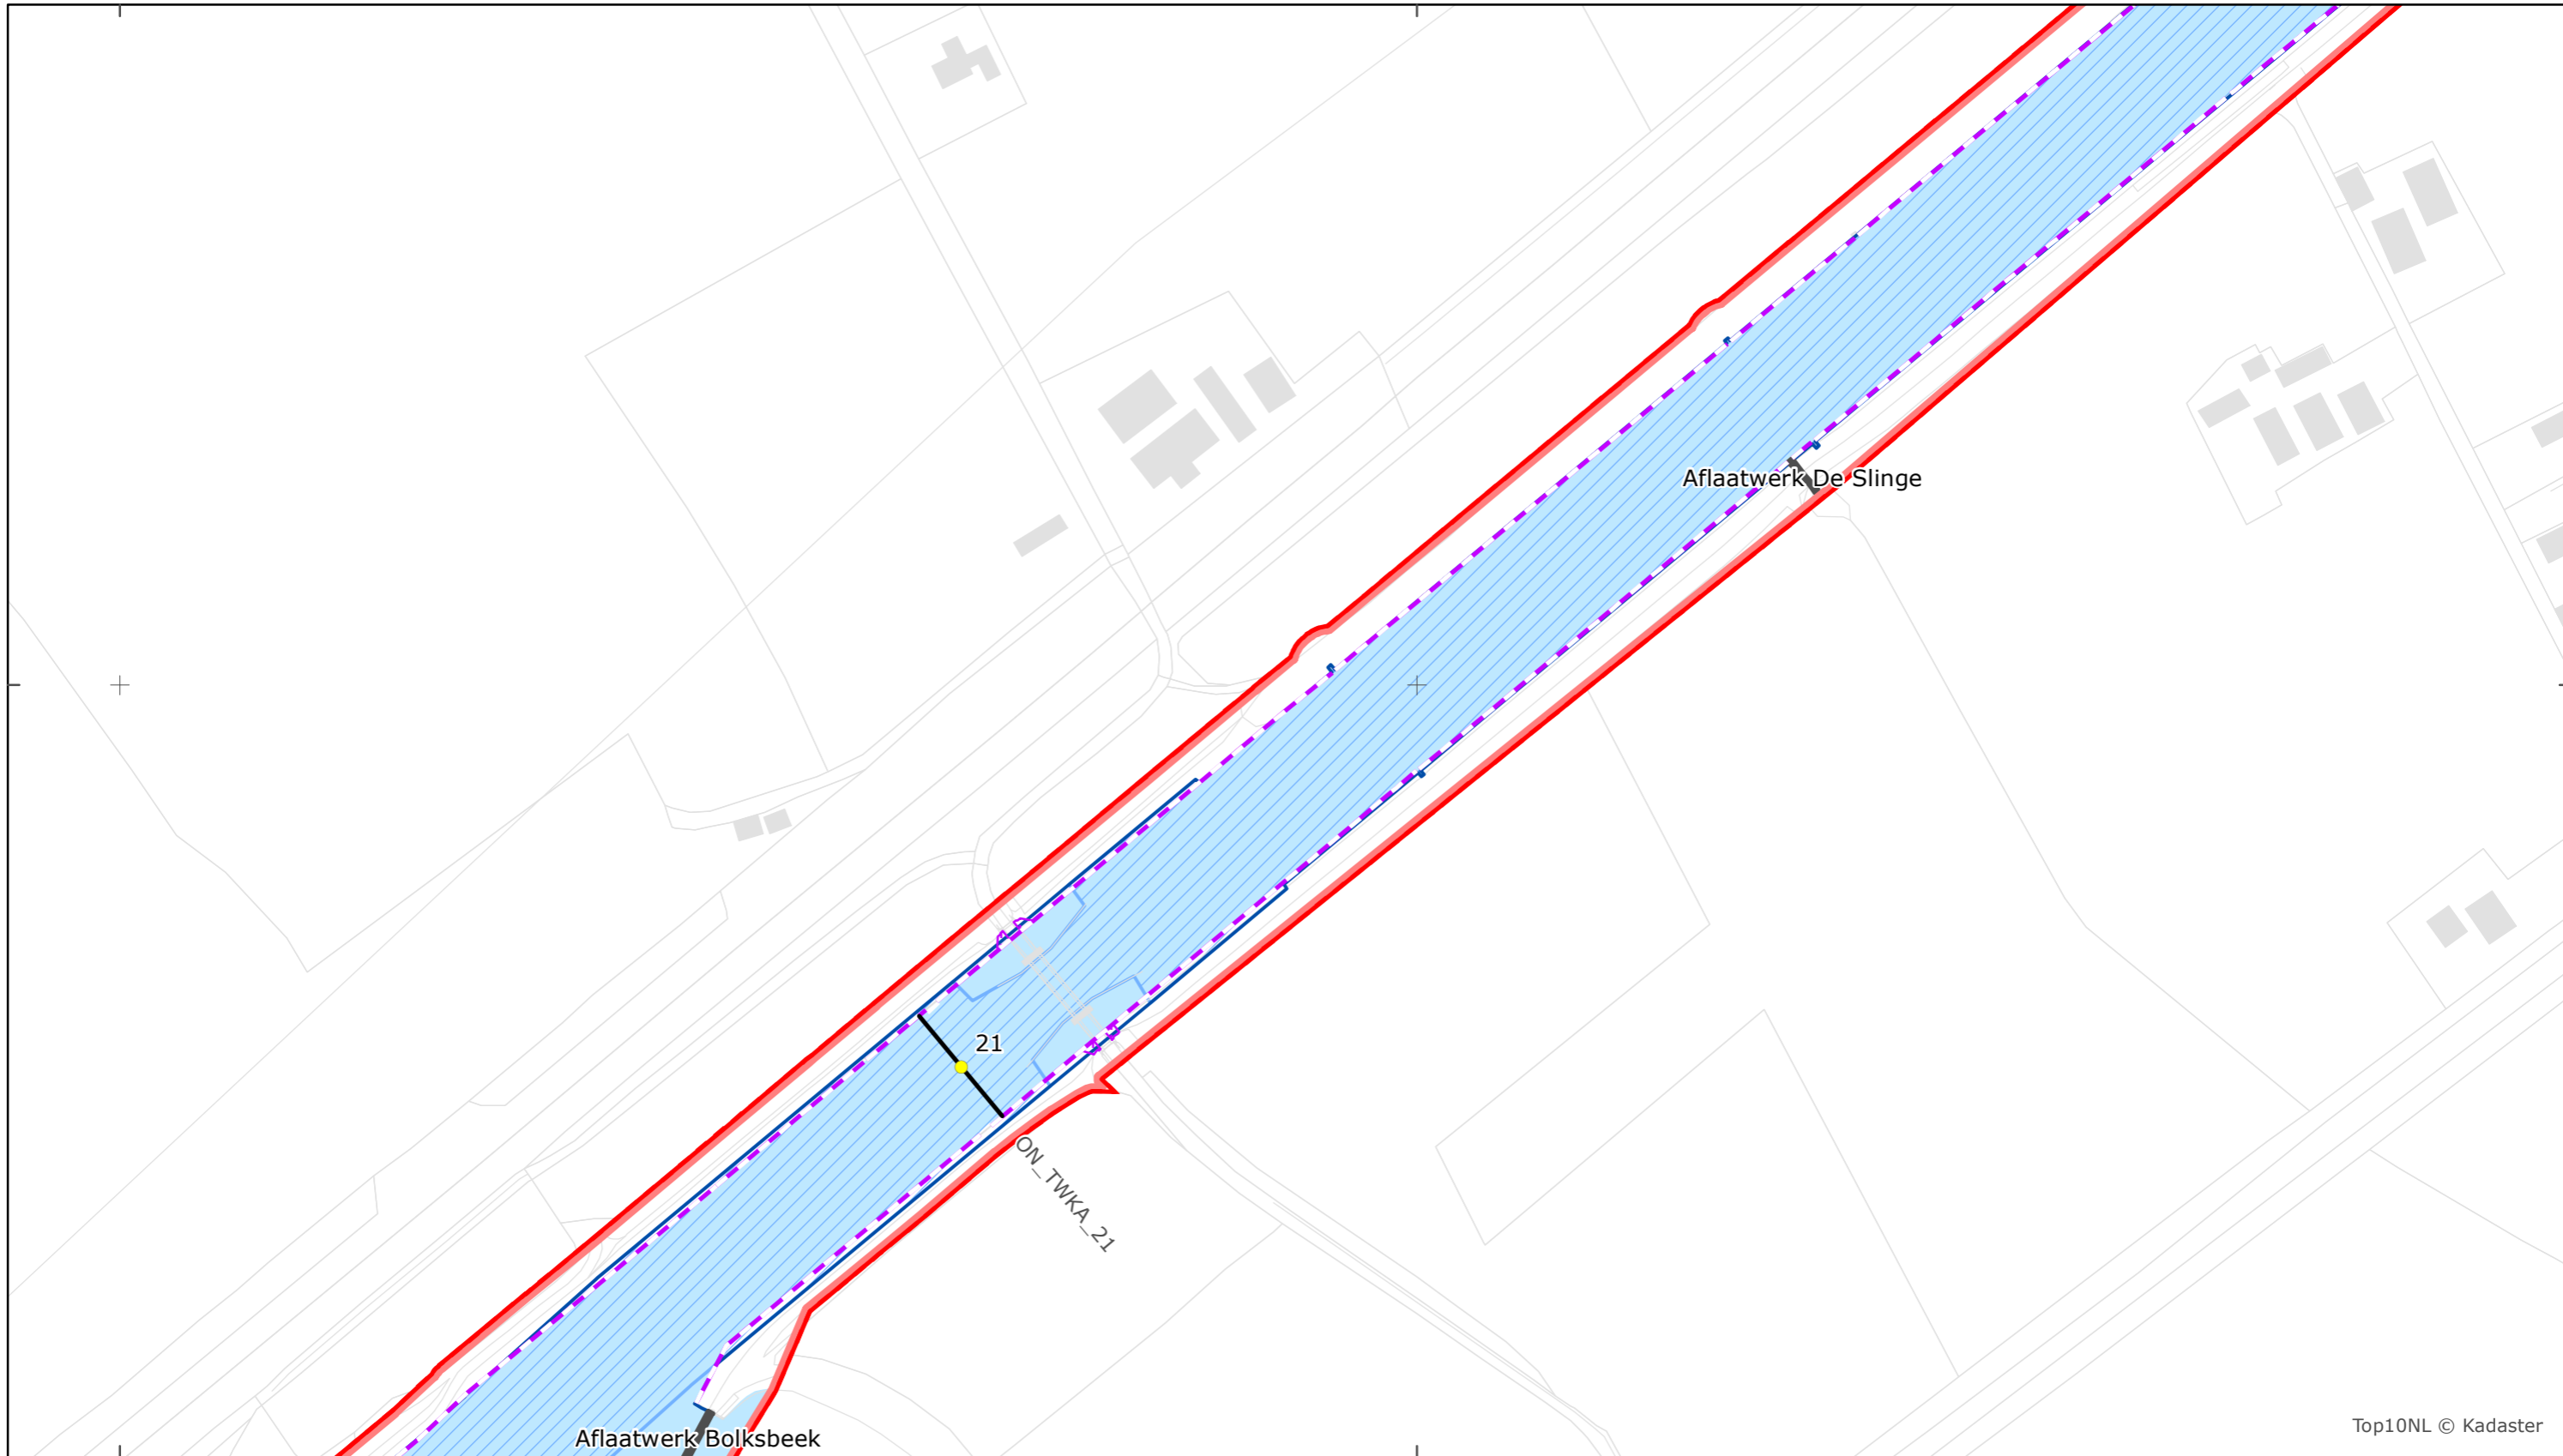 Aflaatwerk De Slinge
21
ON_TWKA_21
Aflaatwerk Bolksbeek
Top10NL © Kadaster